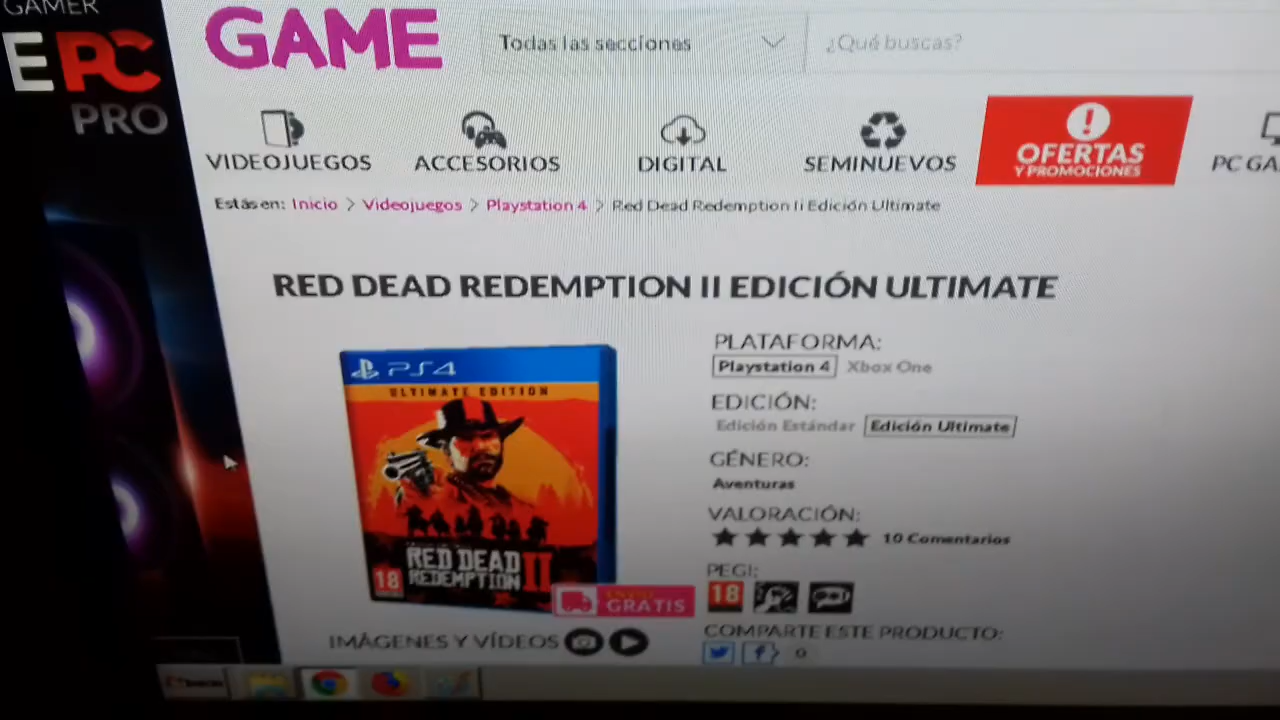 GAMER
E PC
PRO
GAME
Todas las secciones
¿Qué buscas?
VIDEOJUEGOS
ACCESORIOS
DIGITAL
SEMINUEVOS
OFERTAS
Y PROMOCIONES
PC GA
Estás en: Inicio > Videojuegos > Playstation 4 > Red Dead Redemption II Edición Ultimate
RED DEAD REDEMPTION II EDICIÓN ULTIMATE
PS4
ULTIMATE EDITION
RED DEAD
REDEMPTION II
18
ENVÍO
GRATIS
IMÁGENES Y VÍDEOS
PLATAFORMA:
Playstation 4 Xbox One
EDICIÓN:
Edición Estándar Edición Ultimate
GÉNERO:
Aventuras
VALORACIÓN:
10 Comentarios
PEGI:
18
COMPARTE ESTE PRODUCTO:
0